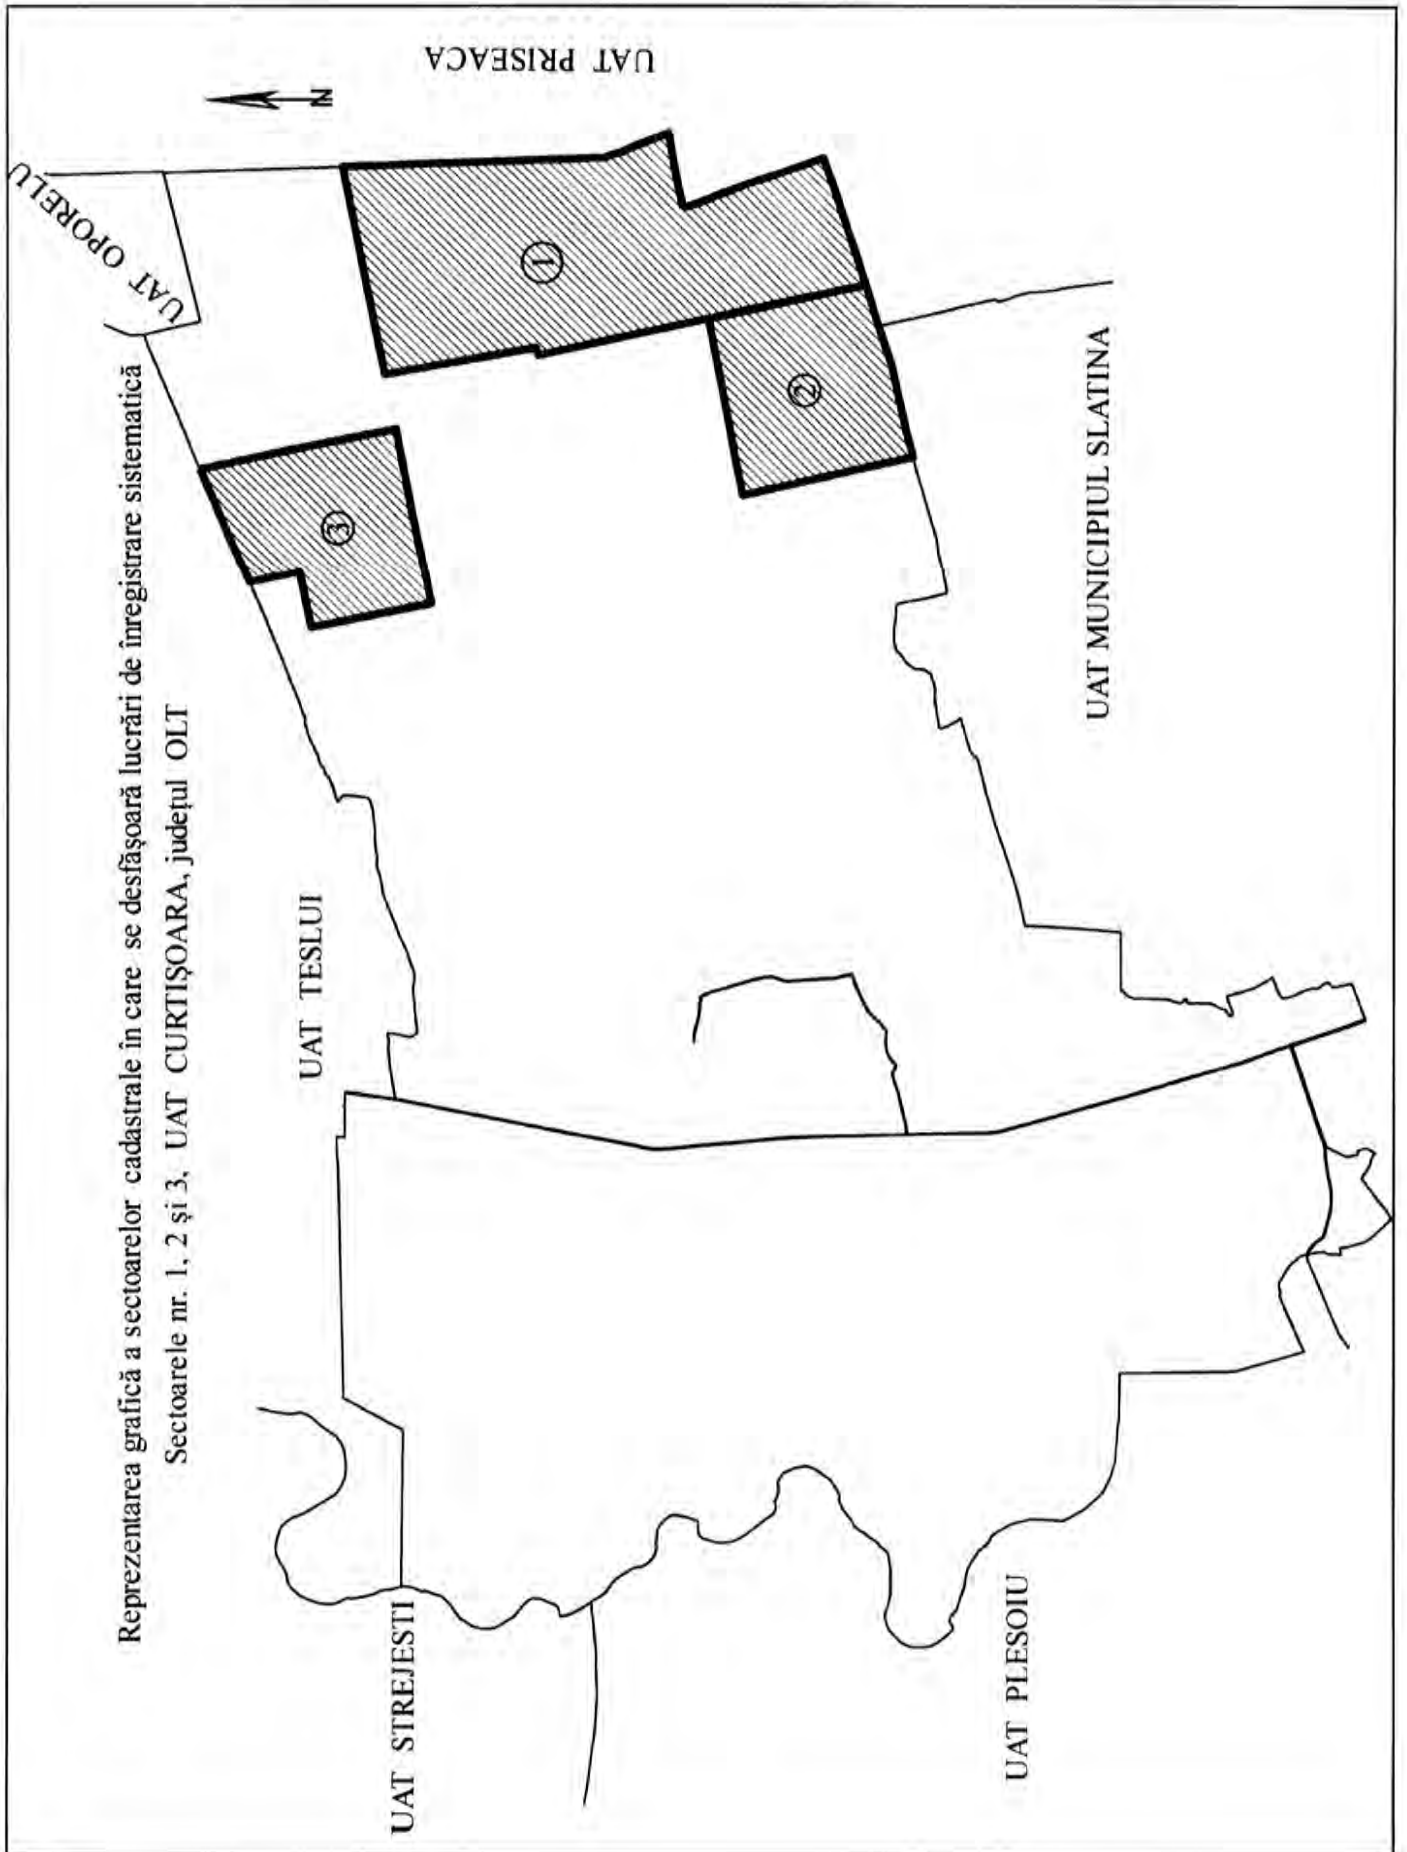 Reprezentarea grafică a sectoarelor cadastrale în care se desfăşoară lucrări de înregistrare sistematică
Sectoarele nr. 1, 2 şi 3, UAT CURTIŞOARA, judeţul OLT
UAT OPORELU
N
UAT PRISEACA
UAT TESLUI
3
1
2
UAT STREJESTI
UAT PLESOIU
UAT MUNICIPIUL SLATINA